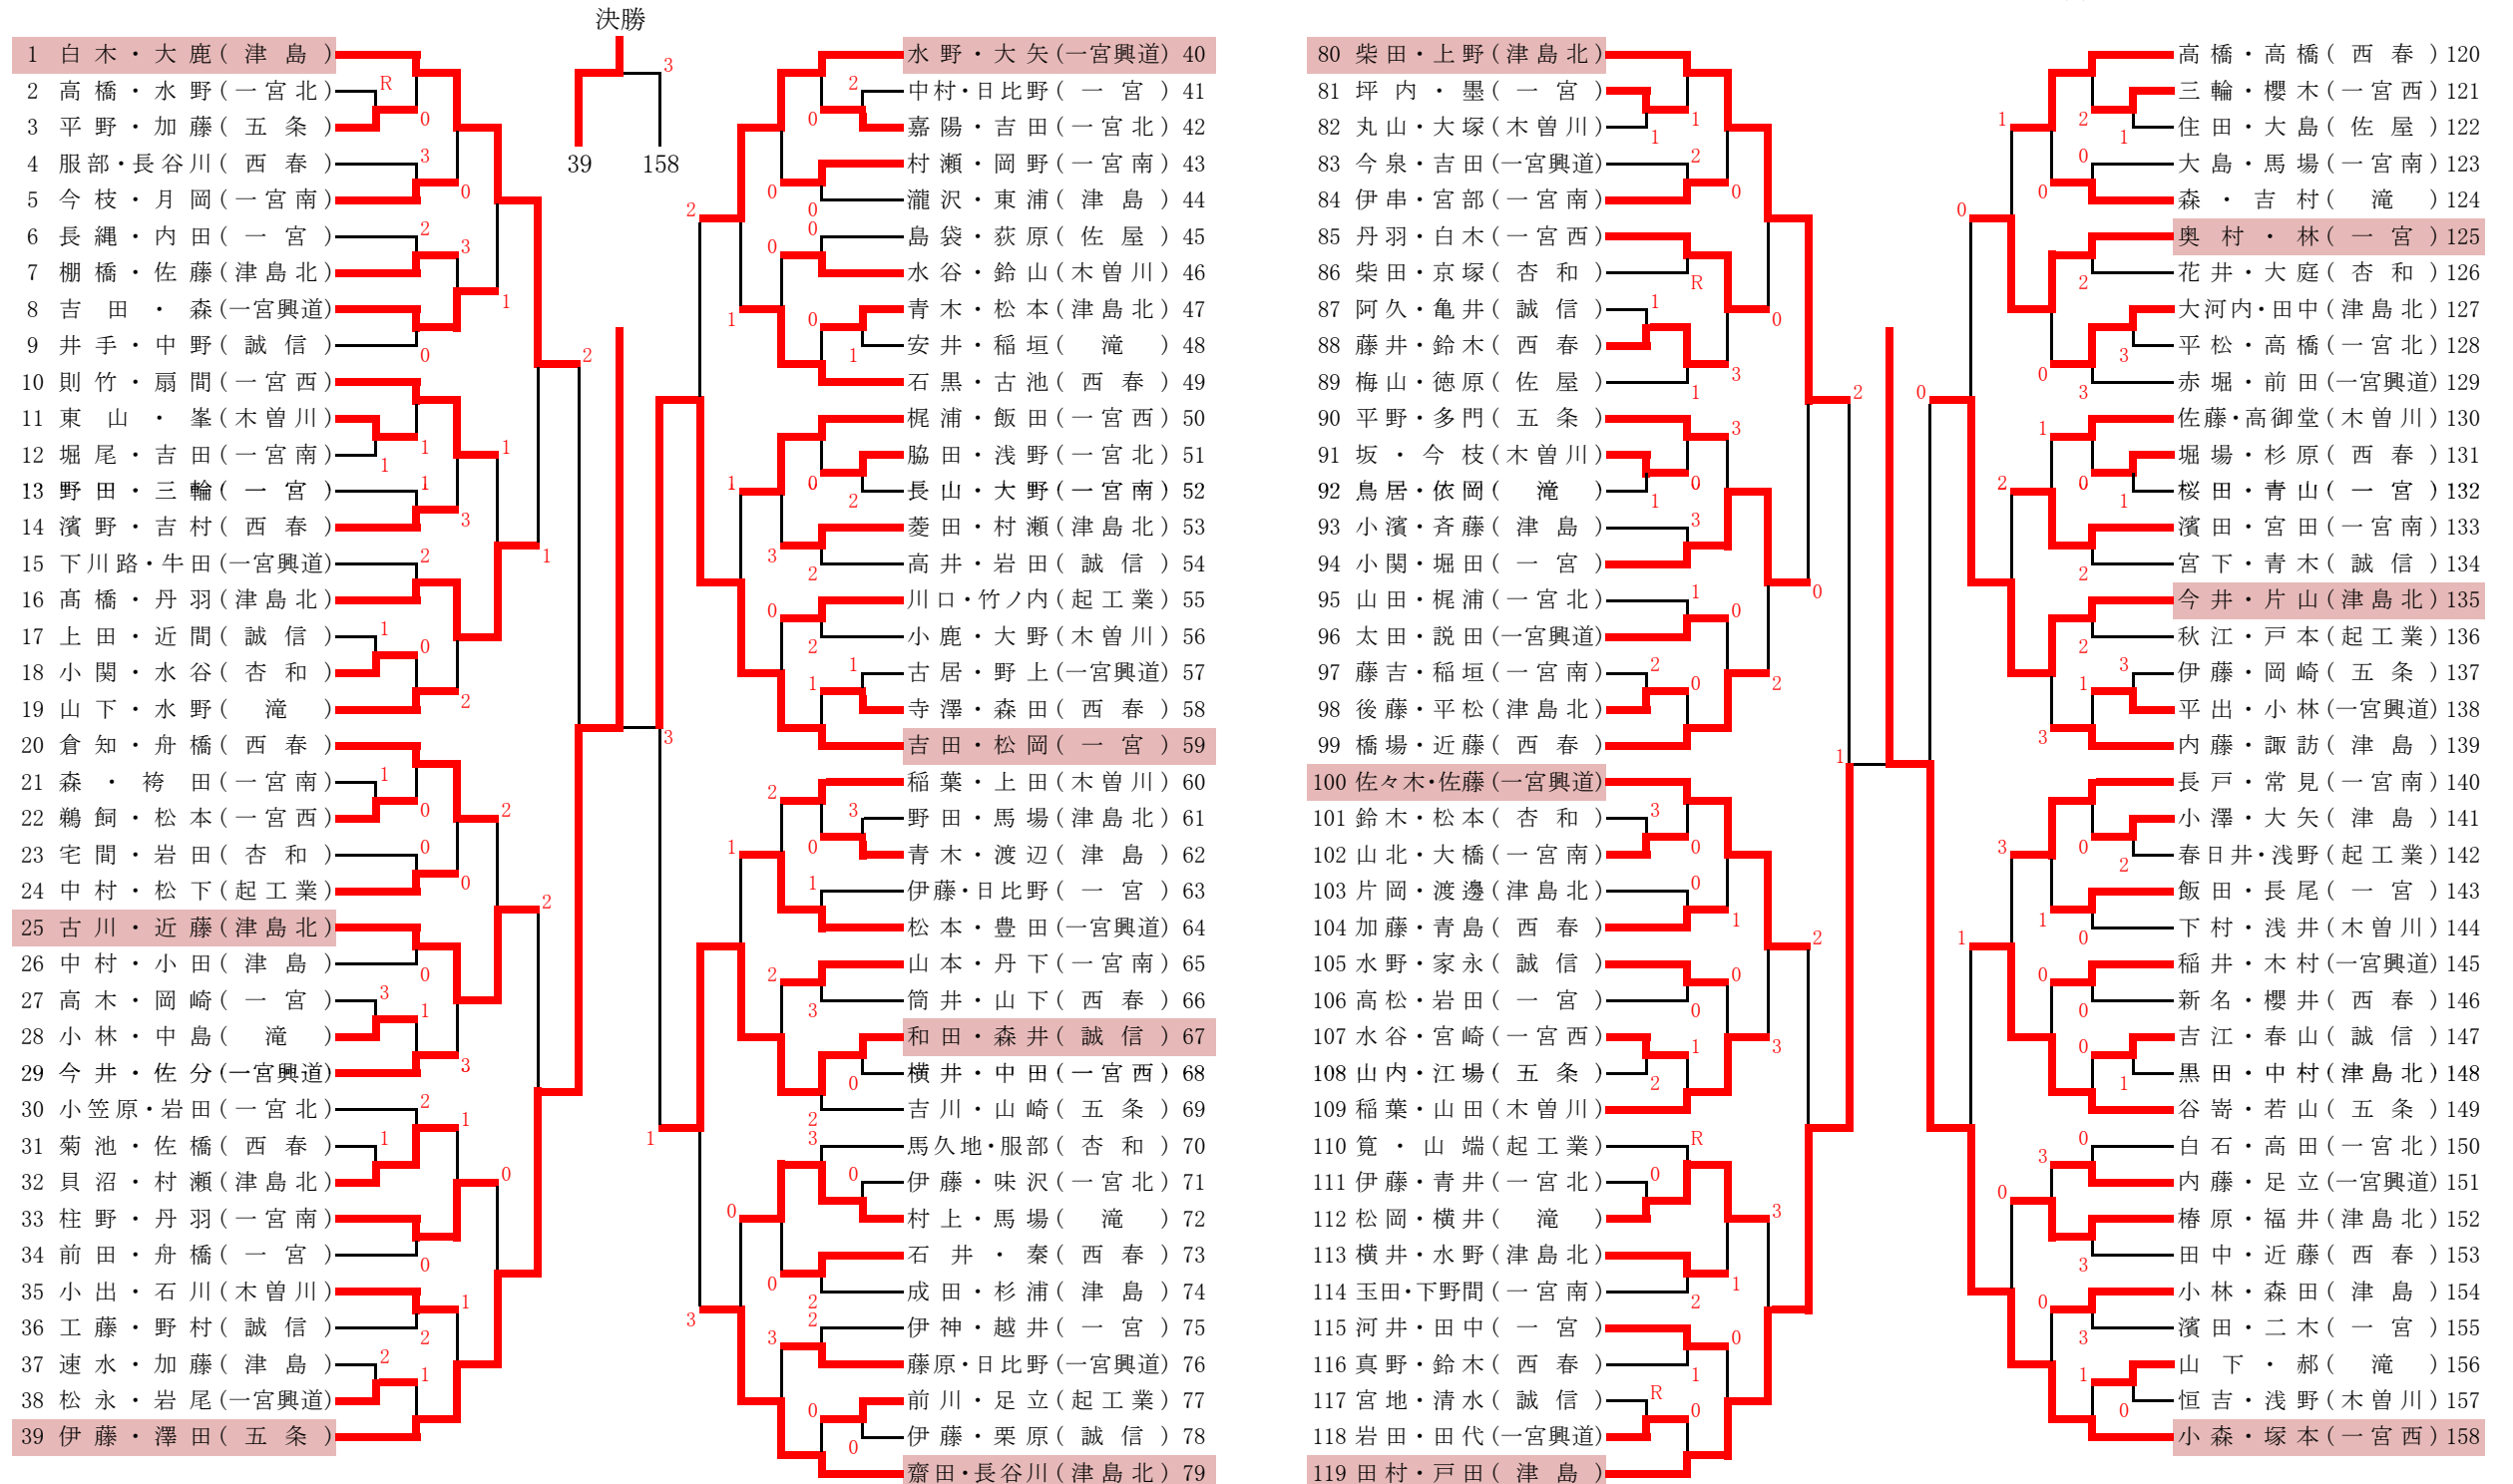 決勝
3
39 158
1 白木・大鹿(津島)
2 高橋・水野(一宮北)
3 平野・加藤(五条)
4 服部・長谷川(西春)
5 今枝・月岡(一宮南)
6 長縄・内田(一宮)
7 棚橋・佐藤(津島北)
8 吉田・森(一宮興道)
9 井手・中野(誠信)
10 則竹・扇間(一宮西)
11 東山・峯(木曽川)
12 堀尾・吉田(一宮南)
13 野田・三輪(一宮)
14 濱野・吉村(西春)
15 下川路・牛田(一宮興道)
16 髙橋・丹羽(津島北)
17 上田・近間(誠信)
18 小関・水谷(杏和)
19 山下・水野(滝)
20 倉知・舟橋(西春)
21 森・袴田(一宮南)
22 鵜飼・松本(一宮西)
23 宅間・岩田(杏和)
24 中村・松下(起工業)
25 古川・近藤(津島北)
26 中村・小田(津島)
27 高木・岡崎(一宮)
28 小林・中島(滝)
29 今井・佐分(一宮興道)
30 小笠原・岩田(一宮北)
31 菊池・佐橋(西春)
32 貝沼・村瀬(津島北)
33 柱野・丹羽(一宮南)
34 前田・舟橋(一宮)
35 小出・石川(木曽川)
36 工藤・野村(誠信)
37 速水・加藤(津島)
38 松永・岩尾(一宮興道)
39 伊藤・澤田(五条)
水野・大矢(一宮興道) 40
中村・日比野(一宮) 41
嘉陽・吉田(一宮北) 42
村瀬・岡野(一宮南) 43
瀧沢・東浦(津島) 44
島袋・荻原(佐屋) 45
水谷・鈴山(木曽川) 46
青木・松本(津島北) 47
安井・稲垣(滝) 48
石黒・古池(西春) 49
梶浦・飯田(一宮西) 50
脇田・浅野(一宮北) 51
長山・大野(一宮南) 52
菱田・村瀬(津島北) 53
高井・岩田(誠信) 54
川口・竹ノ内(起工業) 55
小鹿・大野(木曽川) 56
古居・野上(一宮興道) 57
寺澤・森田(西春) 58
吉田・松岡(一宮) 59
稲葉・上田(木曽川) 60
野田・馬場(津島北) 61
青木・渡辺(津島) 62
伊藤・日比野(一宮) 63
松本・豊田(一宮興道) 64
山本・丹下(一宮南) 65
筒井・山下(西春) 66
和田・森井(誠信) 67
横井・中田(一宮西) 68
吉川・山崎(五条) 69
馬久地・服部(杏和) 70
伊藤・味沢(一宮北) 71
村上・馬場(滝) 72
石井・秦(西春) 73
成田・杉浦(津島) 74
伊神・越井(一宮) 75
藤原・日比野(一宮興道) 76
前川・足立(起工業) 77
伊藤・栗原(誠信) 78
齋田・長谷川(津島北) 79
80 柴田・上野(津島北)
81 坪内・墨(一宮)
82 丸山・大塚(木曽川)
83 今泉・吉田(一宮興道)
84 伊串・宮部(一宮南)
85 丹羽・白木(一宮西)
86 柴田・京塚(杏和)
87 阿久・亀井(誠信)
88 藤井・鈴木(西春)
89 梅山・徳原(佐屋)
90 平野・多門(五条)
91 坂・今枝(木曽川)
92 鳥居・依岡(滝)
93 小濱・斉藤(津島)
94 小関・堀田(一宮)
95 山田・梶浦(一宮北)
96 太田・説田(一宮興道)
97 藤吉・稲垣(一宮南)
98 後藤・平松(津島北)
99 橋場・近藤(西春)
100 佐々木・佐藤(一宮興道)
101 鈴木・松本(杏和)
102 山北・大橋(一宮南)
103 片岡・渡邊(津島北)
104 加藤・青島(西春)
105 水野・家永(誠信)
106 高松・岩田(一宮)
107 水谷・宮崎(一宮西)
108 山内・江場(五条)
109 稲葉・山田(木曽川)
110 筧・山端(起工業)
111 伊藤・青井(一宮北)
112 松岡・横井(滝)
113 横井・水野(津島北)
114 玉田・下野間(一宮南)
115 河井・田中(一宮)
116 真野・鈴木(西春)
117 宮地・清水(誠信)
118 岩田・田代(一宮興道)
119 田村・戸田(津島)
高橋・高橋(西春) 120
三輪・櫻木(一宮西) 121
住田・大島(佐屋) 122
大島・馬場(一宮南) 123
森・吉村(滝) 124
奥村・林(一宮) 125
花井・大庭(杏和) 126
大河内・田中(津島北) 127
平松・高橋(一宮北) 128
赤堀・前田(一宮興道) 129
佐藤・高御堂(木曽川) 130
堀場・杉原(西春) 131
桜田・青山(一宮) 132
濱田・宮田(一宮南) 133
宮下・青木(誠信) 134
今井・片山(津島北) 135
秋江・戸本(起工業) 136
伊藤・岡崎(五条) 137
平出・小林(一宮興道) 138
内藤・諏訪(津島) 139
長戸・常見(一宮南) 140
小澤・大矢(津島) 141
春日井・浅野(起工業) 142
飯田・長尾(一宮) 143
下村・浅井(木曽川) 144
稲井・木村(一宮興道) 145
新名・櫻井(西春) 146
吉江・春山(誠信) 147
黒田・中村(津島北) 148
谷嵜・若山(五条) 149
白石・高田(一宮北) 150
内藤・足立(一宮興道) 151
椿原・福井(津島北) 152
田中・近藤(西春) 153
小林・森田(津島) 154
濱田・二木(一宮) 155
山下・郝(滝) 156
恒吉・浅野(木曽川) 157
小森・塚本(一宮西) 158